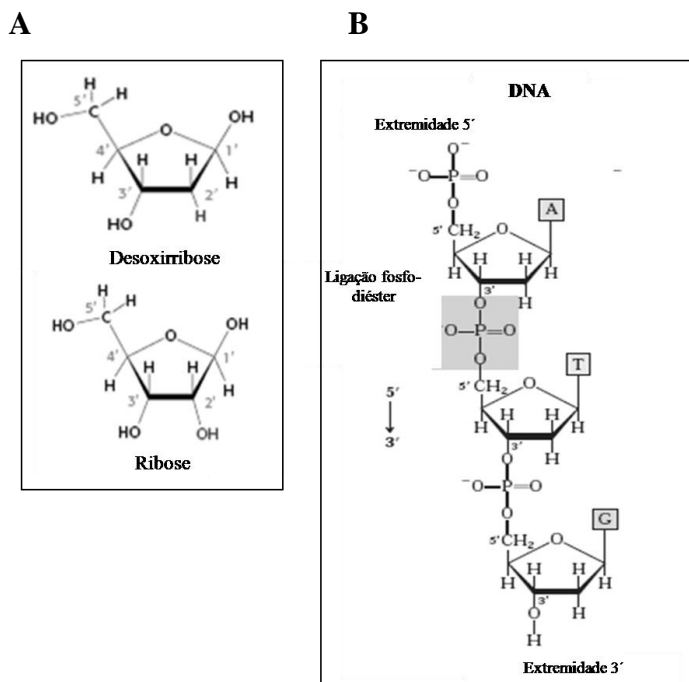 A
B
H
5' H
HO C
O OH
4' H H 1'
H H
3' 2'
HO H
Desoxirribose
H
5' H
HO C
O OH
4' H H 1'
H H
3' 2'
HO OH
Ribose
DNA
Extremidade 5´
O⁻
⁻O—P=O
O
A
5' CH₂ O
H H H H
Ligação fosfo-
diéster
3'
O H
O—P=O
O
T
5' CH₂ O
5'
3'
H H H H
3'
O H
⁻O—P=O
O
G
5' CH₂ O
H H H H
3'
O H
H
Extremidade 3´